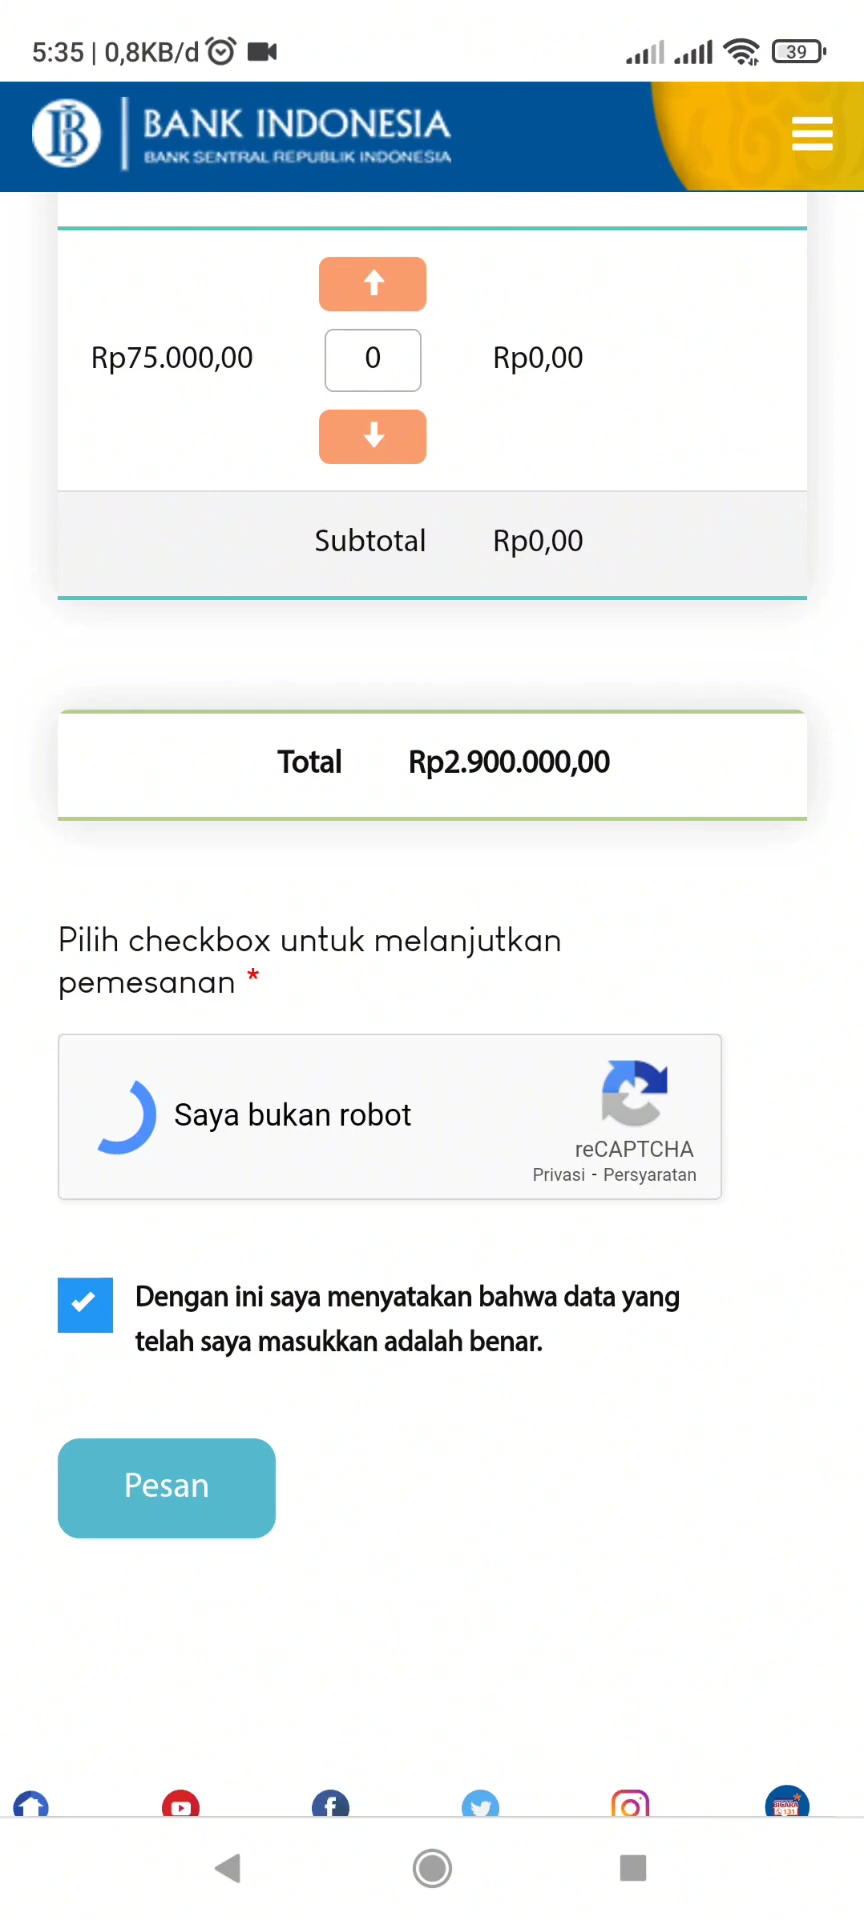 5:35 | 0,8KB/d
39
BANK INDONESIA
BANK SENTRAL REPUBLIK INDONESIA
Rp75.000,00 0 Rp0,00
Subtotal Rp0,00
Total Rp2.900.000,00
Pilih checkbox untuk melanjutkan
pemesanan *
Saya bukan robot
reCAPTCHA
Privasi - Persyaratan
Dengan ini saya menyatakan bahwa data yang
telah saya masukkan adalah benar.
Pesan
BICARA
131